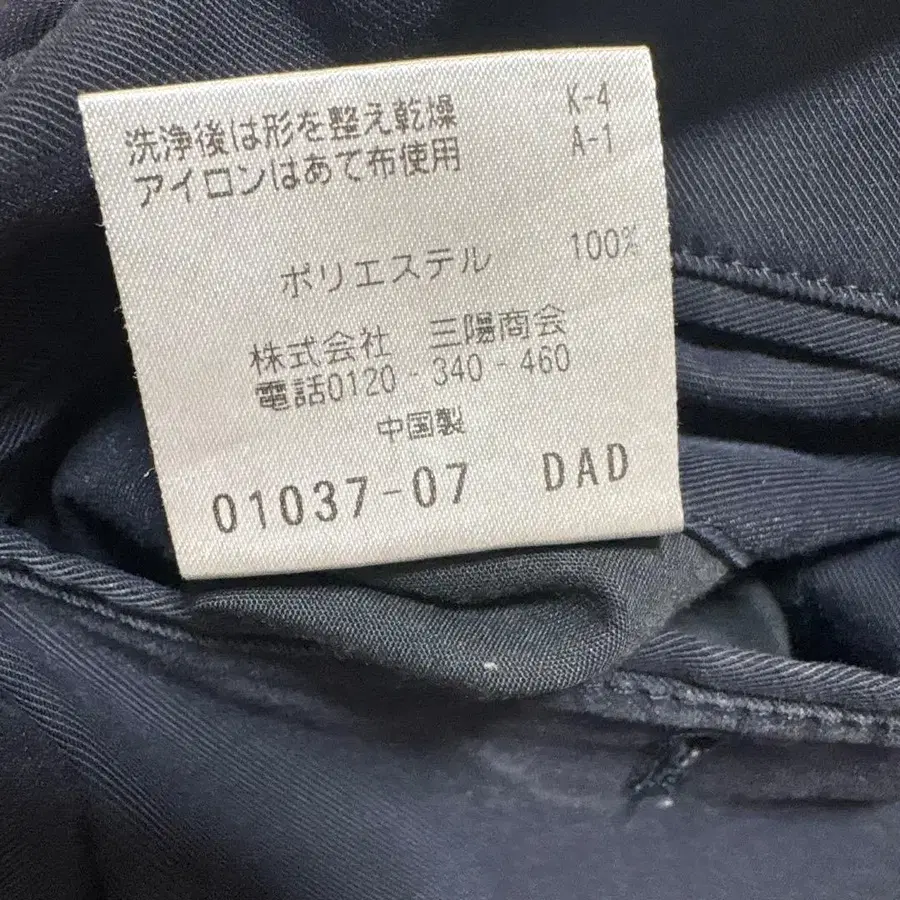 洗浄後は形を整え乾燥 K-4
アイロンはあて布使用 A-1
ポリエステル 100%
株式会社 三陽商会
電話0120-340-460
中国製
01037-07 DAD